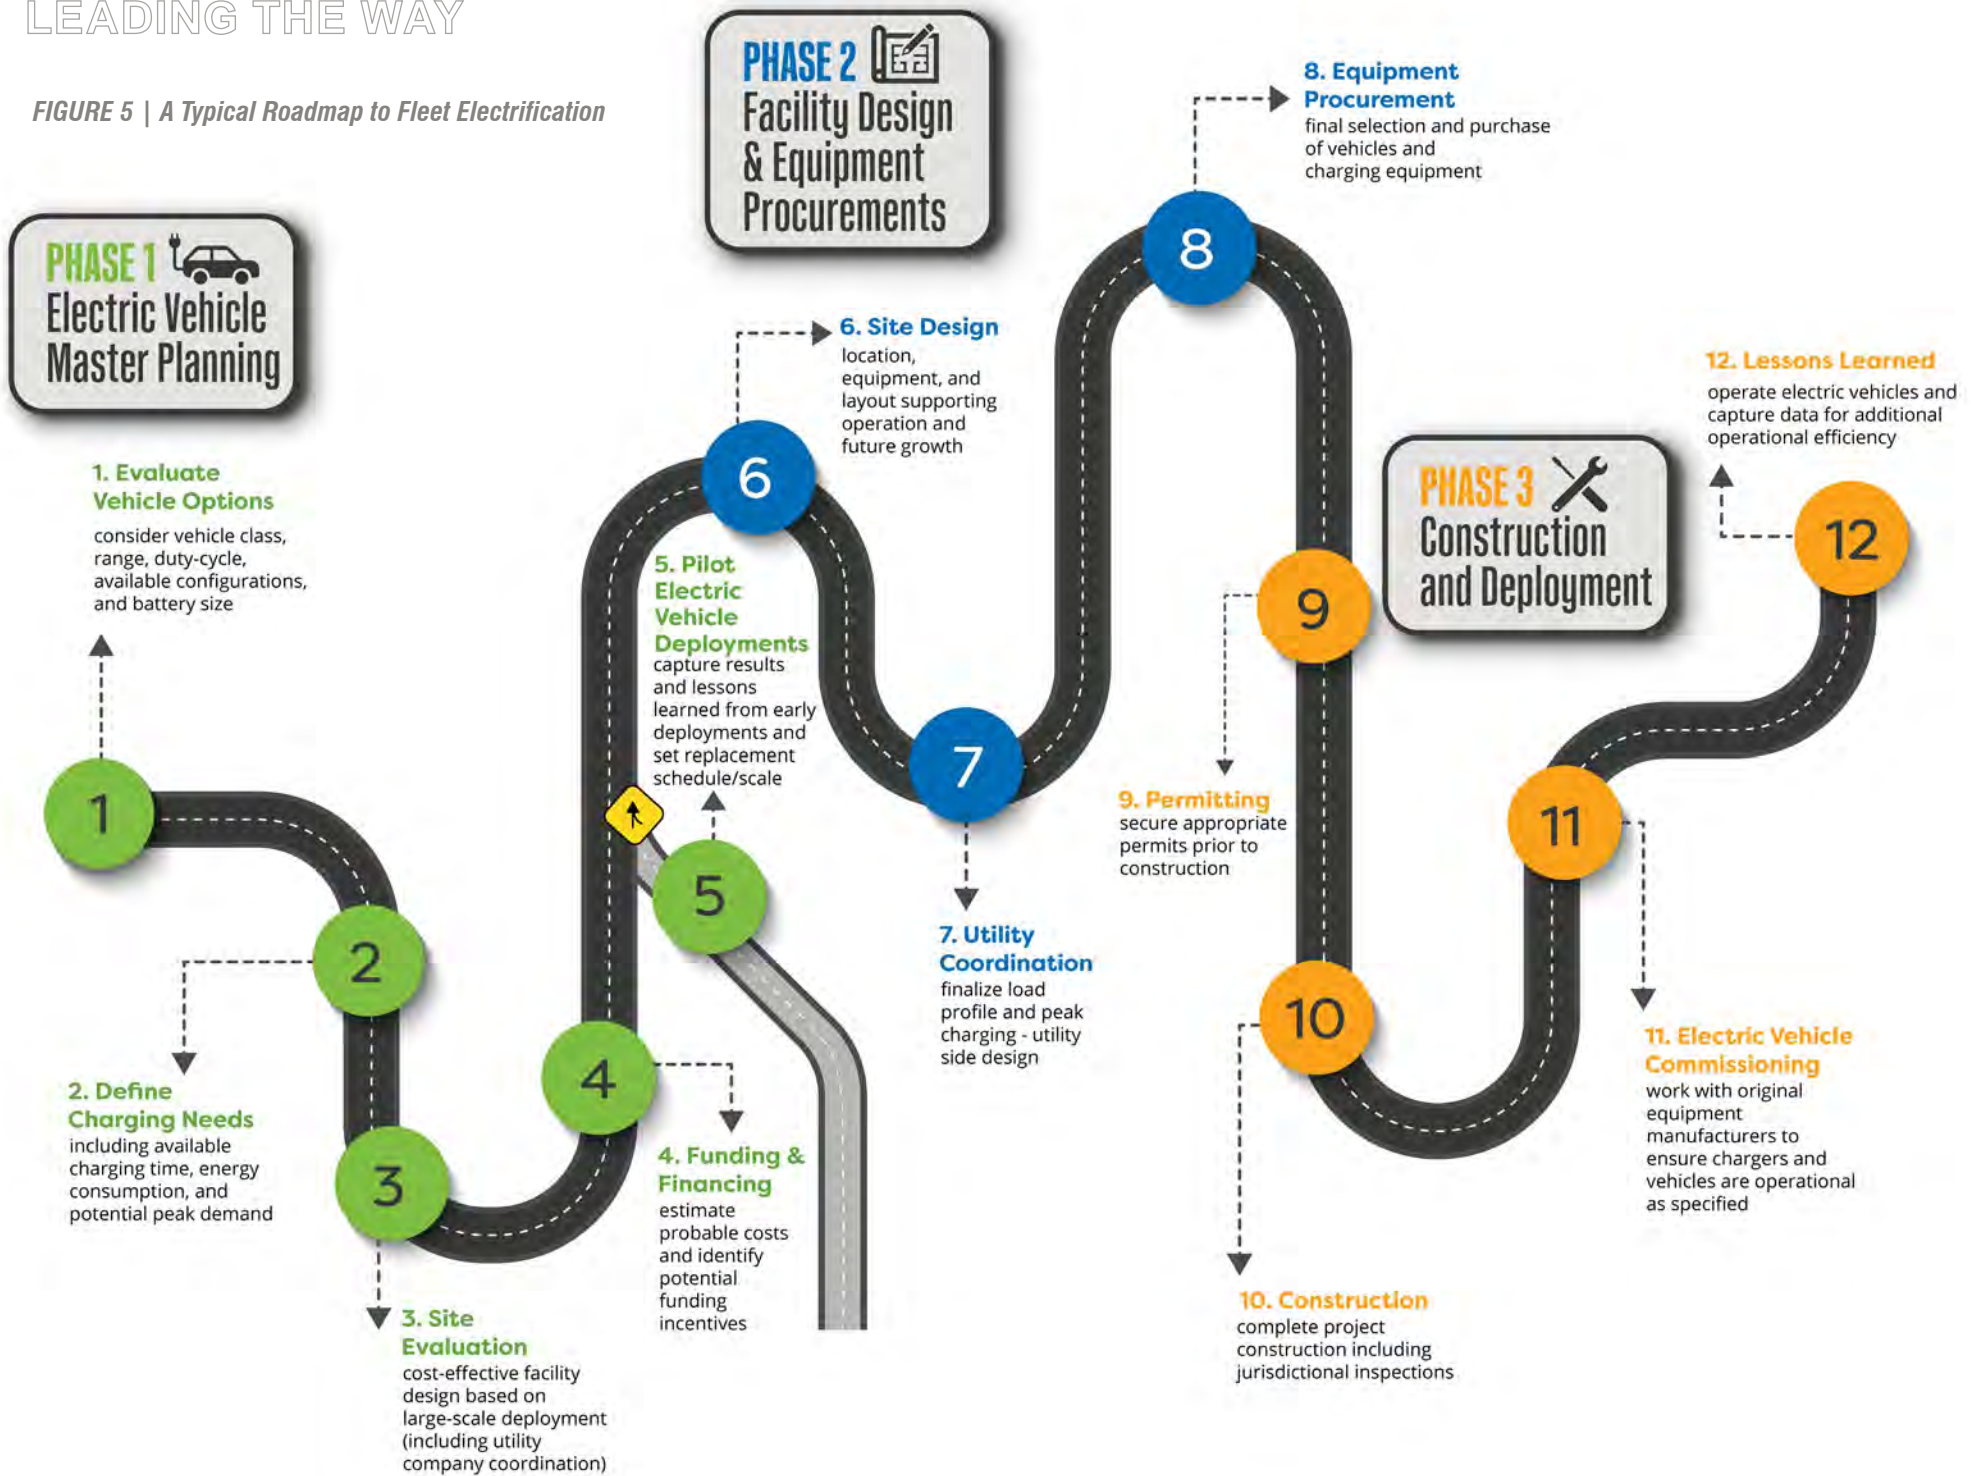 LEADING THE WAY
FIGURE 5 | A Typical Roadmap to Fleet Electrification
PHASE 1
Electric Vehicle
Master Planning
1. Evaluate
Vehicle Options
consider vehicle class,
range, duty-cycle,
available configurations,
and battery size
1
2
2. Define
Charging Needs
including available
charging time, energy
consumption, and
potential peak demand
3
3. Site
Evaluation
cost-effective facility
design based on
large-scale deployment
(including utility
company coordination)
4
4. Funding &
Financing
estimate
probable costs
and identify
potential
funding
incentives
5. Pilot
Electric
Vehicle
Deployments
capture results
and lessons
learned from early
deployments and
set replacement
schedule/scale
5
PHASE 2
Facility Design
& Equipment
Procurements
6. Site Design
location,
equipment, and
layout supporting
operation and
future growth
6
7
7. Utility
Coordination
finalize load
profile and peak
charging - utility
side design
8. Equipment
Procurement
final selection and purchase
of vehicles and
charging equipment
8
PHASE 3
Construction
and Deployment
9
9. Permitting
secure appropriate
permits prior to
construction
10
10. Construction
complete project
construction including
jurisdictional inspections
11
11. Electric Vehicle
Commissioning
work with original
equipment
manufacturers to
ensure chargers and
vehicles are operational
as specified
12. Lessons Learned
operate electric vehicles and
capture data for additional
operational efficiency
12